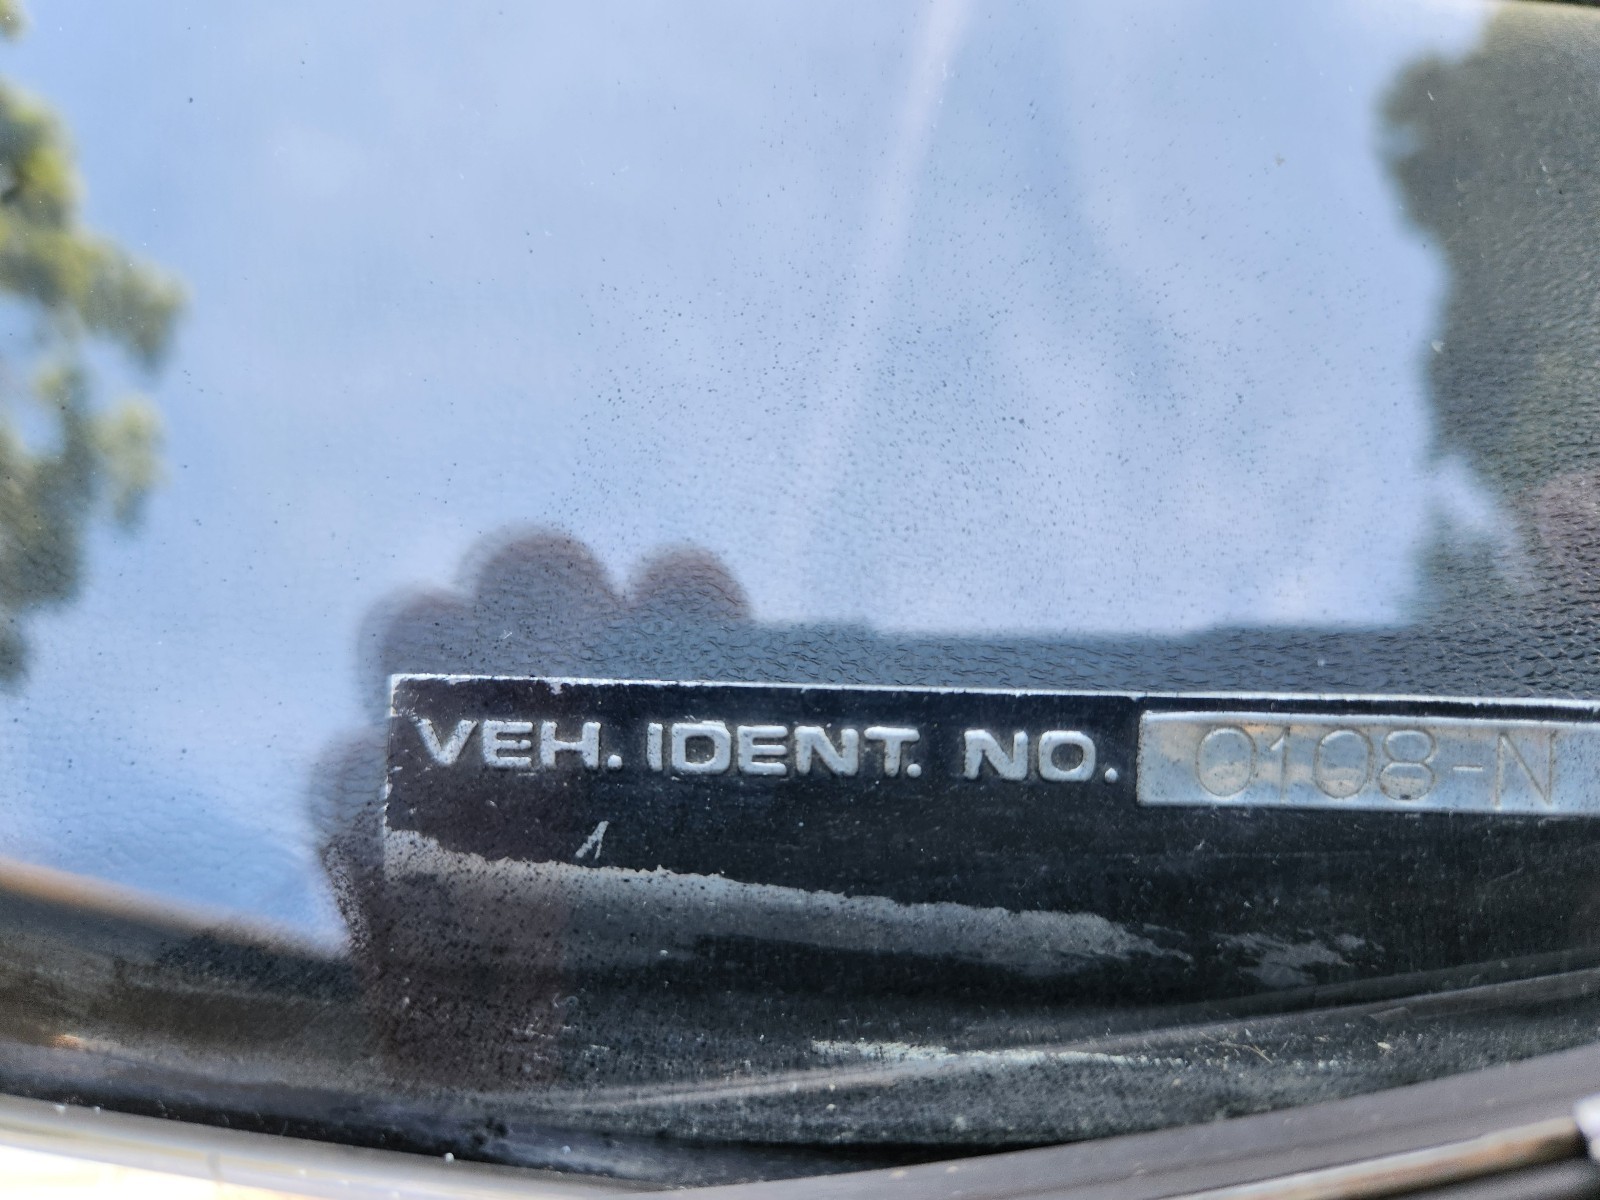 VEH. IDENT. NO. 0108-N